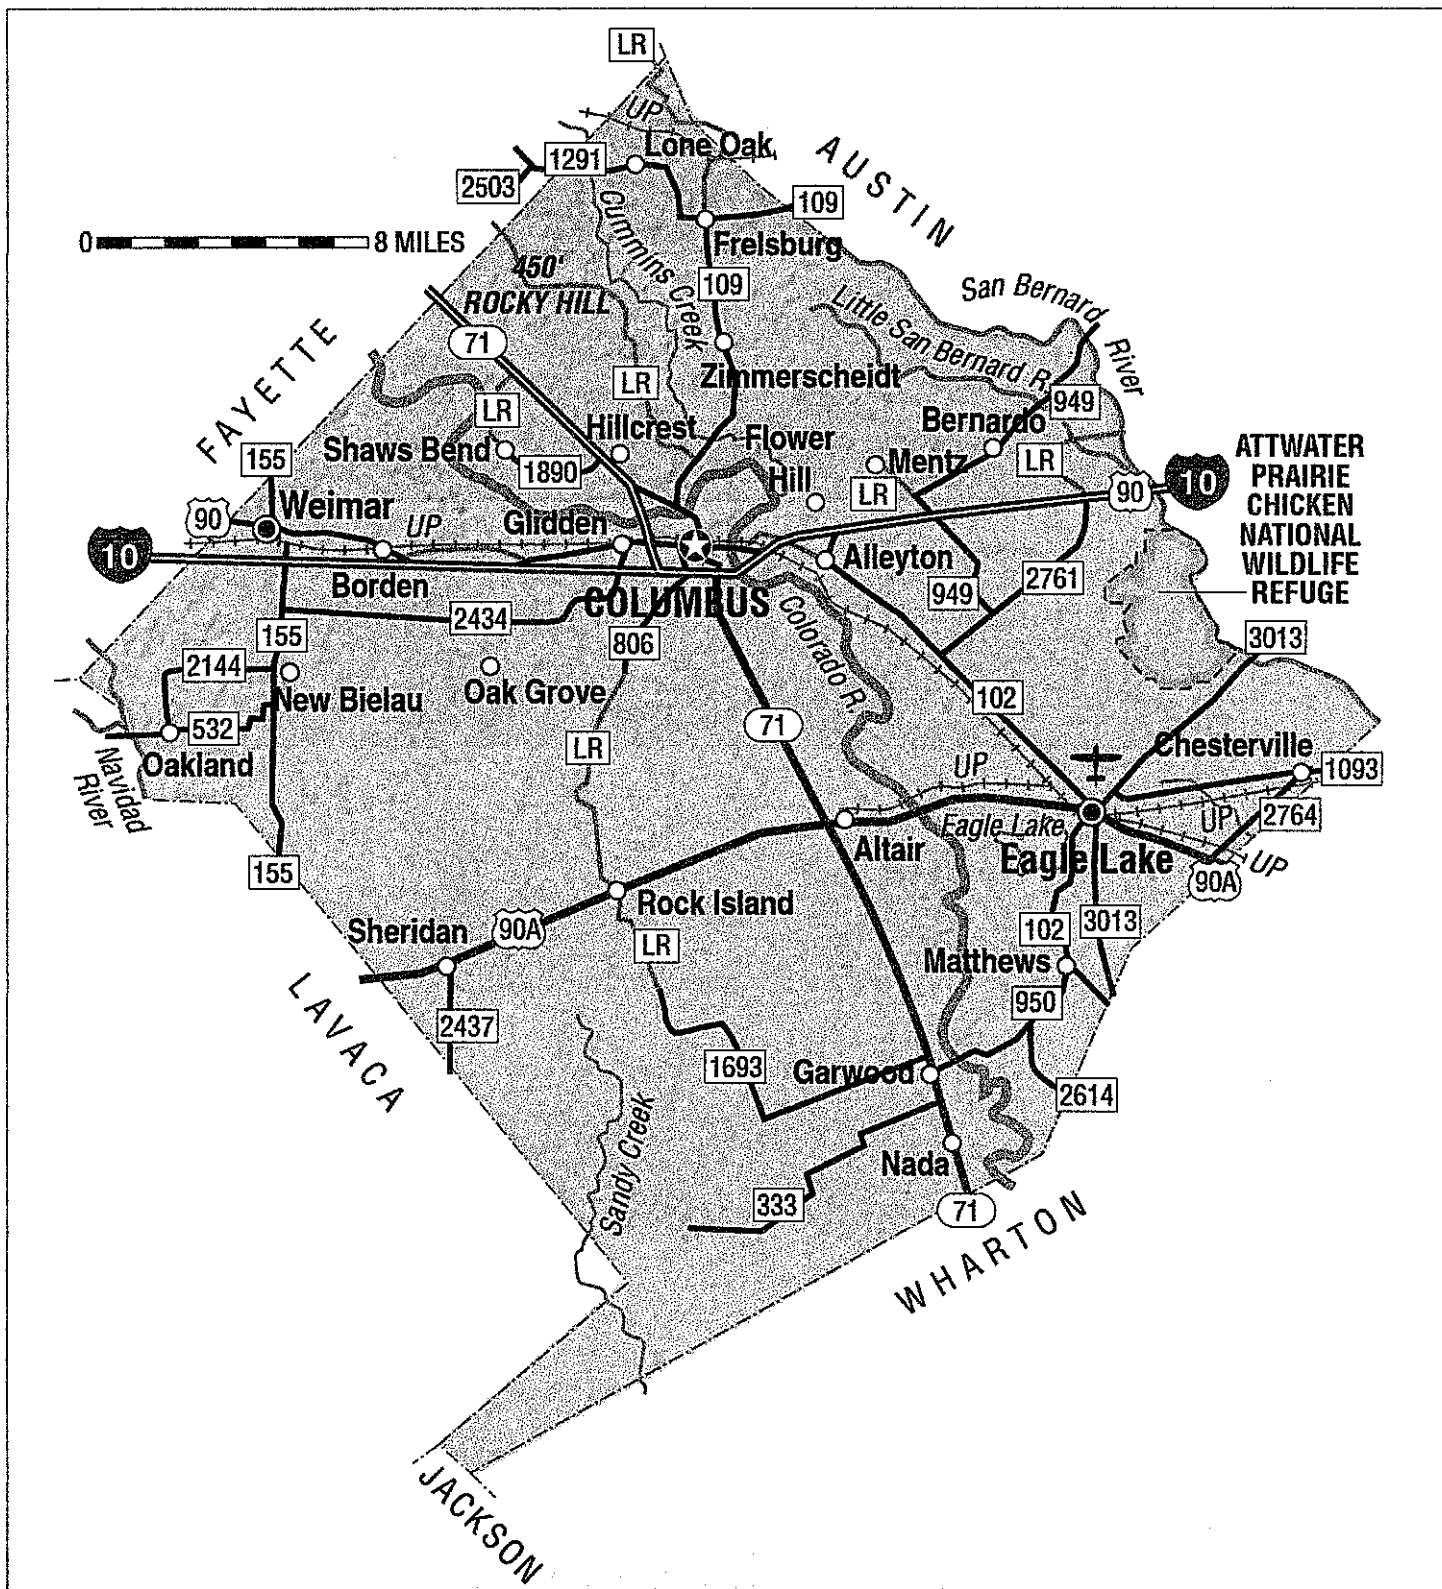 LR
UP
Lone Oak
AUSTIN
1291
2503
109
0
8 MILES
Cummins Creek
Frelsburg
450'
ROCKY HILL
109
San Bernard River
Little San Bernard R.
71
FAYETTE
Zimmerscheidt
LR
LR
949
Hillcrest
Flower
Hill
Bernardo
Shaws Bend
1890
Mentz
LR
LR
155
ATTWATER
PRAIRIE
CHICKEN
NATIONAL
WILDLIFE
REFUGE
90
10
90
Weimar
UP
Glidden
10
Borden
Alleyton
COLUMBUS
949
2761
2434
155
806
Colorado R.
3013
2144
New Bielau
Oak Grove
102
532
71
LR
Oakland
Navidad
River
Chesterville
1093
UP
Eagle Lake
UP
2764
UP
Altair
Eagle Lake
90A
155
Rock Island
Sheridan
90A
102
3013
LR
Matthews
LAVACA
950
2437
1693
Garwood
2614
Sandy Creek
Nada
333
71
WHARTON
JACKSON